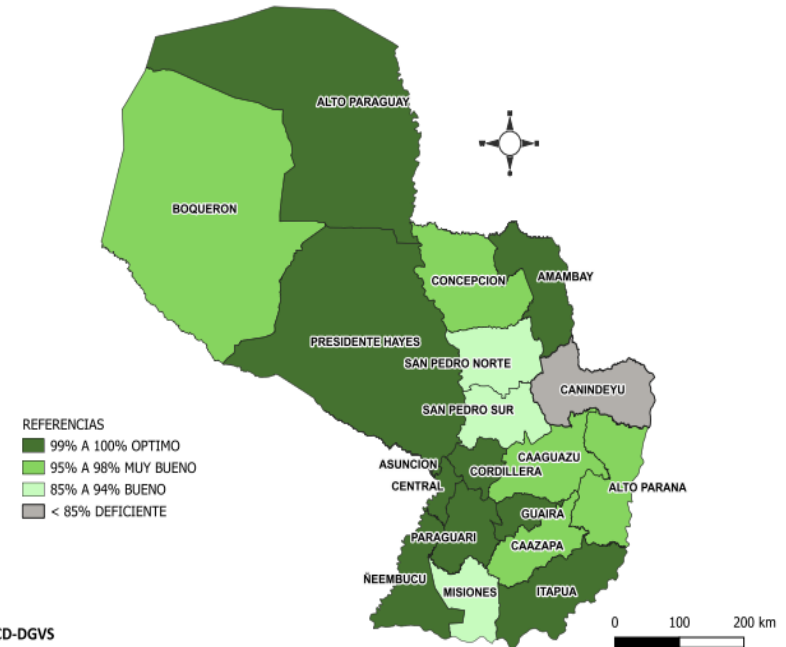 ALTO PARAGUAY
BOQUERON
CONCEPCION
AMAMBAY
PRESIDENTE HAYES
SAN PEDRO NORTE
CANINDEYU
SAN PEDRO SUR
REFERENCIAS
99% A 100% OPTIMO
95% A 98% MUY BUENO
85% A 94% BUENO
< 85% DEFICIENTE
ASUNCION
CAAGUAZU
CORDILLERA
CENTRAL
ALTO PARANA
GUAIRA
PARAGUARI
CAAZAPA
ÑEEMBUCU
MISIONES
ITAPUA
0 100 200 km
CD-DGVS